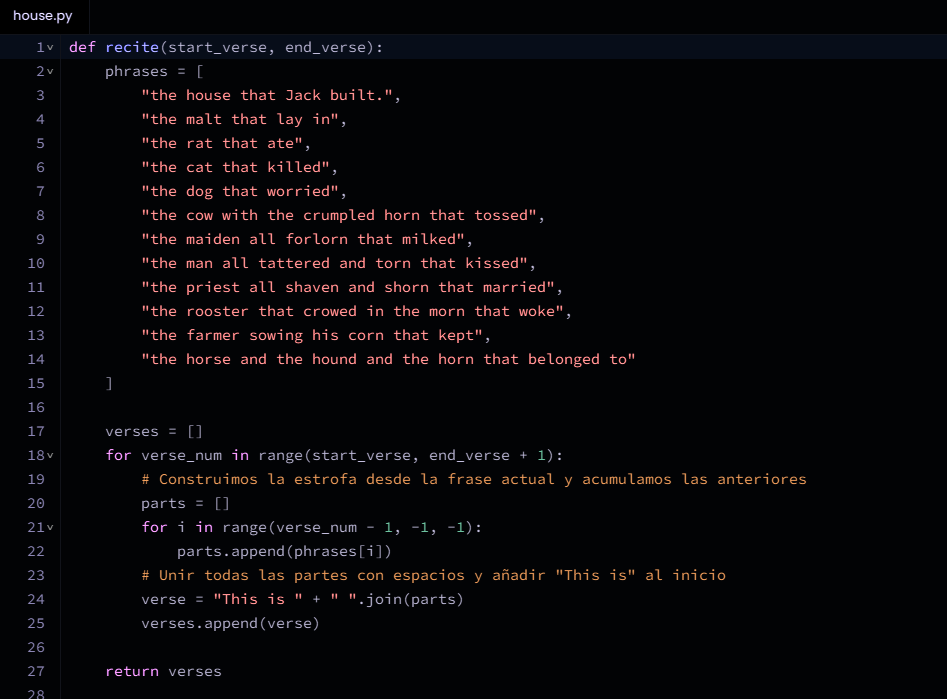 house.py
1 def recite(start_verse, end_verse):
2     phrases = [
3         "the house that Jack built.",
4         "the malt that lay in",
5         "the rat that ate",
6         "the cat that killed",
7         "the dog that worried",
8         "the cow with the crumpled horn that tossed",
9         "the maiden all forlorn that milked",
10         "the man all tattered and torn that kissed",
11         "the priest all shaven and shorn that married",
12         "the rooster that crowed in the morn that woke",
13         "the farmer sowing his corn that kept",
14         "the horse and the hound and the horn that belonged to"
15     ]
16
17     verses = []
18     for verse_num in range(start_verse, end_verse + 1):
19         # Construimos la estrofa desde la frase actual y acumulamos las anteriores
20         parts = []
21         for i in range(verse_num - 1, -1, -1):
22             parts.append(phrases[i])
23         # Unir todas las partes con espacios y añadir "This is" al inicio
24         verse = "This is " + " ".join(parts)
25         verses.append(verse)
26
27     return verses
28